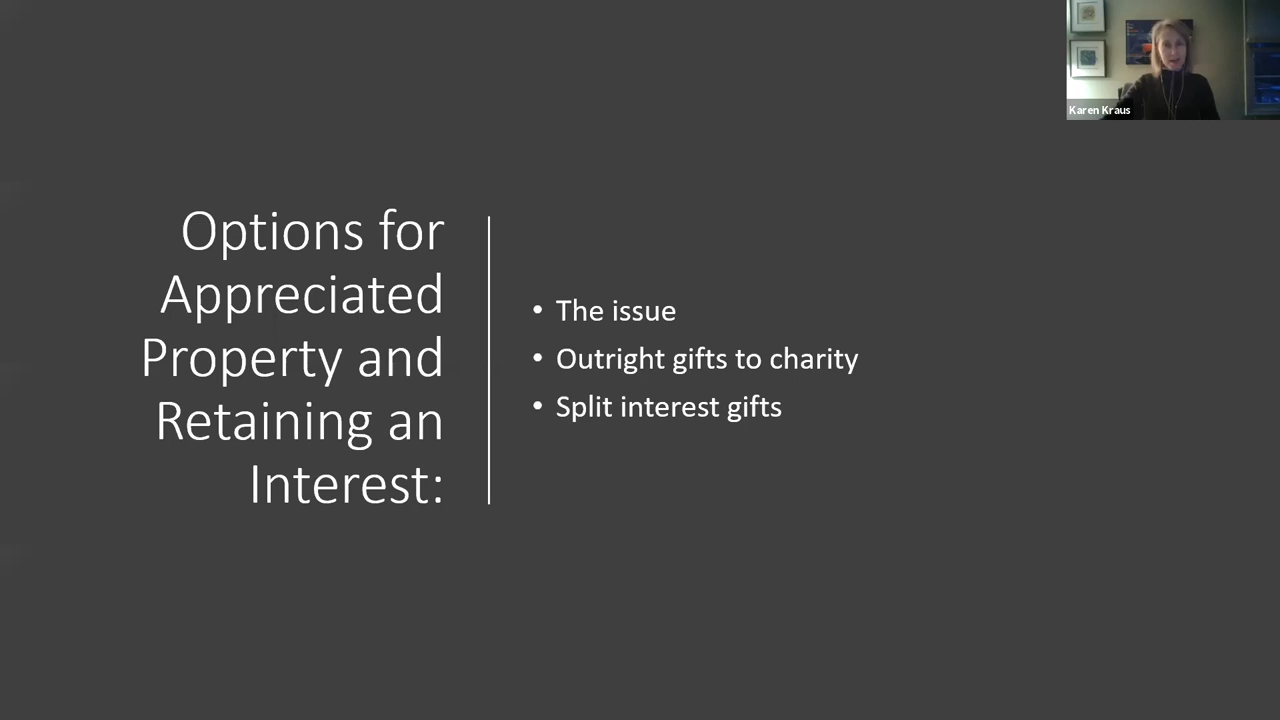 Karen Kraus
Options for
Appreciated
Property and
Retaining an
Interest:
• The issue
• Outright gifts to charity
• Split interest gifts